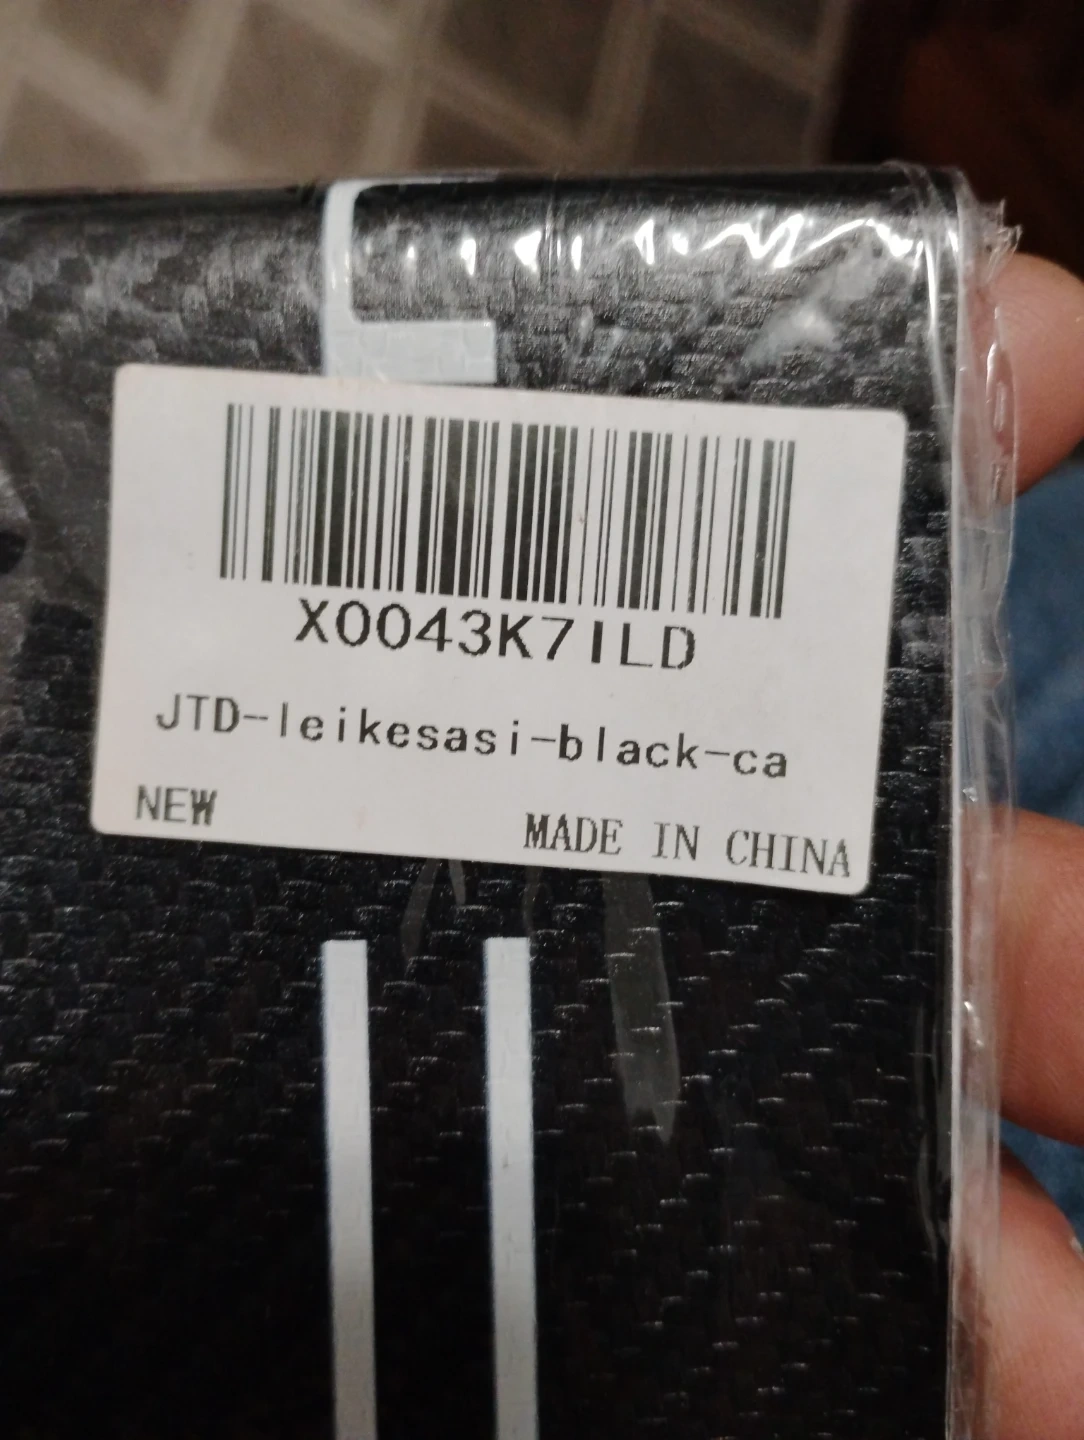 X0043K7ILD
JTD-leikesasi-black-ca
NEW
MADE IN CHINA